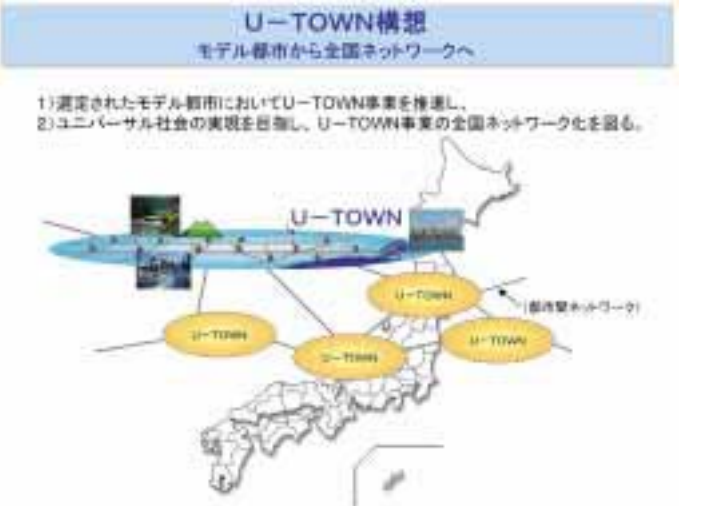 U-TOWN構想
モデル都市から全国ネットワークへ
1)選定されたモデル都市においてU-TOWN事業を推進し、
2)ユニバーサル社会の実現を目指し、U-TOWN事業の全国ネットワーク化を図る。
U-TOWN
U-TOWN
(都市間ネットワーク)
U-TOWN
U-TOWN
U-TOWN